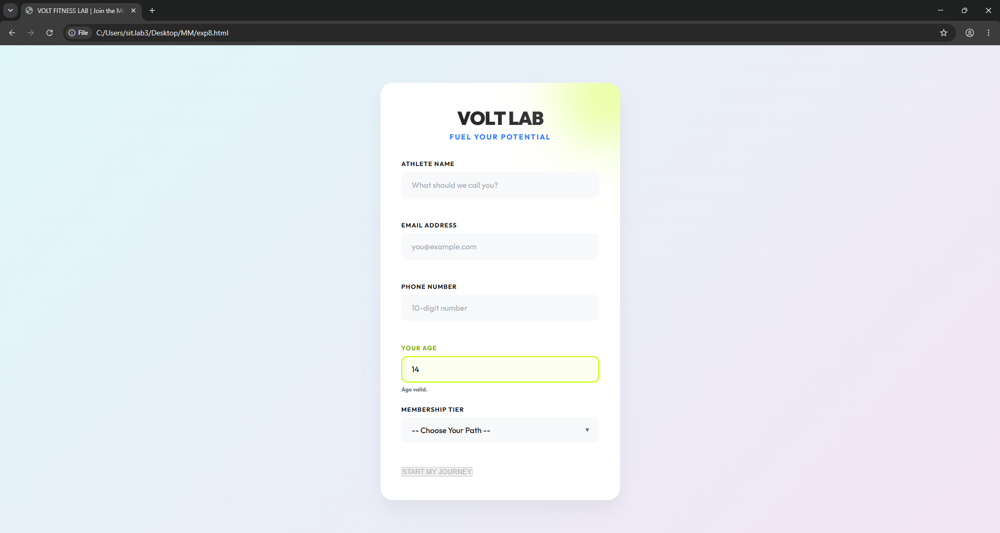 VOLT FITNESS LAB | Join the Mo
File
C:/Users/sit.lab3/Desktop/MM/exp8.html
VOLT LAB
FUEL YOUR POTENTIAL
ATHLETE NAME
What should we call you?
EMAIL ADDRESS
you@example.com
PHONE NUMBER
10-digit number
YOUR AGE
14
Age valid.
MEMBERSHIP TIER
-- Choose Your Path --
START MY JOURNEY